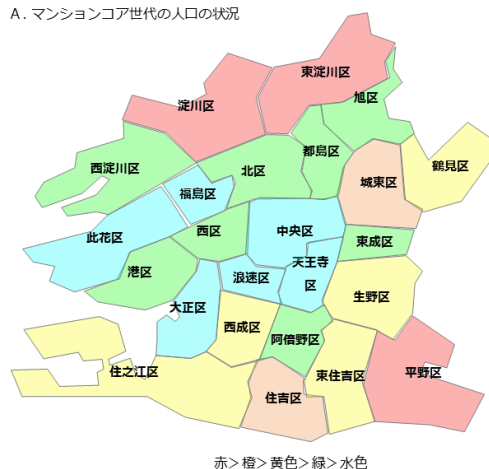 A．マンションコア世代の人口の状況
東淀川区
淀川区
旭区
都島区
鶴見区
西淀川区
北区
城東区
福島区
此花区
西区
中央区
東成区
天王寺
区
港区
浪速区
生野区
大正区
西成区
阿倍野区
住之江区
東住吉区
平野区
住吉区
赤＞橙＞黄色＞緑＞水色